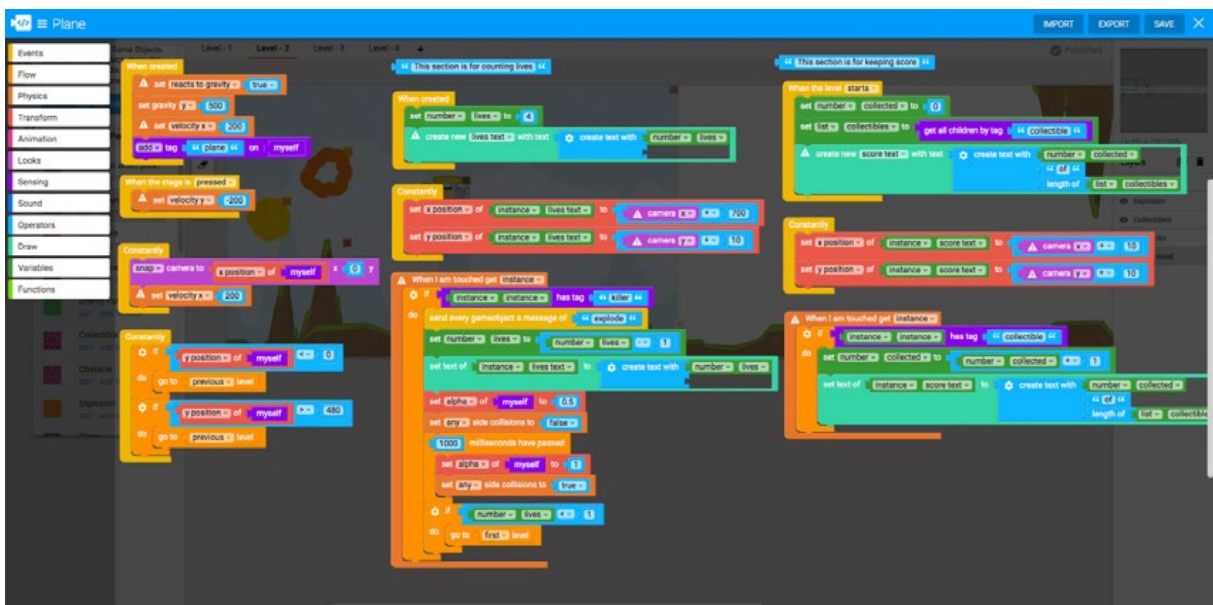 Plane
IMPORT EXPORT SAVE
Events
Flow
Physics
Transform
Animation
Looks
Sensing
Sound
Operators
Draw
Variables
Functions
Game Objects
Level - 1 Level - 2 Level - 3 Level - 4 +
Published
When created
set reacts to gravity true
set gravity y 500
set velocity x 200
add tag “ plane “ on myself
When the stage is pressed
set velocity y -200
Constantly
snap camera to x position of myself x 0 y
set velocity x 200
Constantly
if y position of myself < 0
do go to previous level
if y position of myself > 480
do go to previous level
“ This section is for counting lives “
When created
set number lives to 4
create new lives text with text create text with number lives
Constantly
set x position of instance lives text to camera x + 700
set y position of instance lives text to camera y + 10
When I am touched get instance
if instance instance has tag “ killer “
do send every gameobject a message of “ explode “
set number lives to number lives - 1
set text of instance lives text to create text with number lives
set alpha of myself to 0.5
set any side collisions to false
1000 milliseconds have passed
set alpha of myself to 1
set any side collisions to true
if number lives < 1
do go to first level
“ This section is for keeping score “
When the level starts
set number collected to 0
set list collectibles to get all children by tag “ collectible “
create new score text with text create text with number collected
“ of “
length of list collectibles
Constantly
set x position of instance score text to camera x + 10
set y position of instance score text to camera y + 10
When I am touched get instance
if instance instance has tag “ collectible “
do set number collected to number collected + 1
set text of instance score text to create text with number collected
“ of “
length of list collectible
Layers
Explosion
Collectibles
Collectible
Obstacle
Explosion